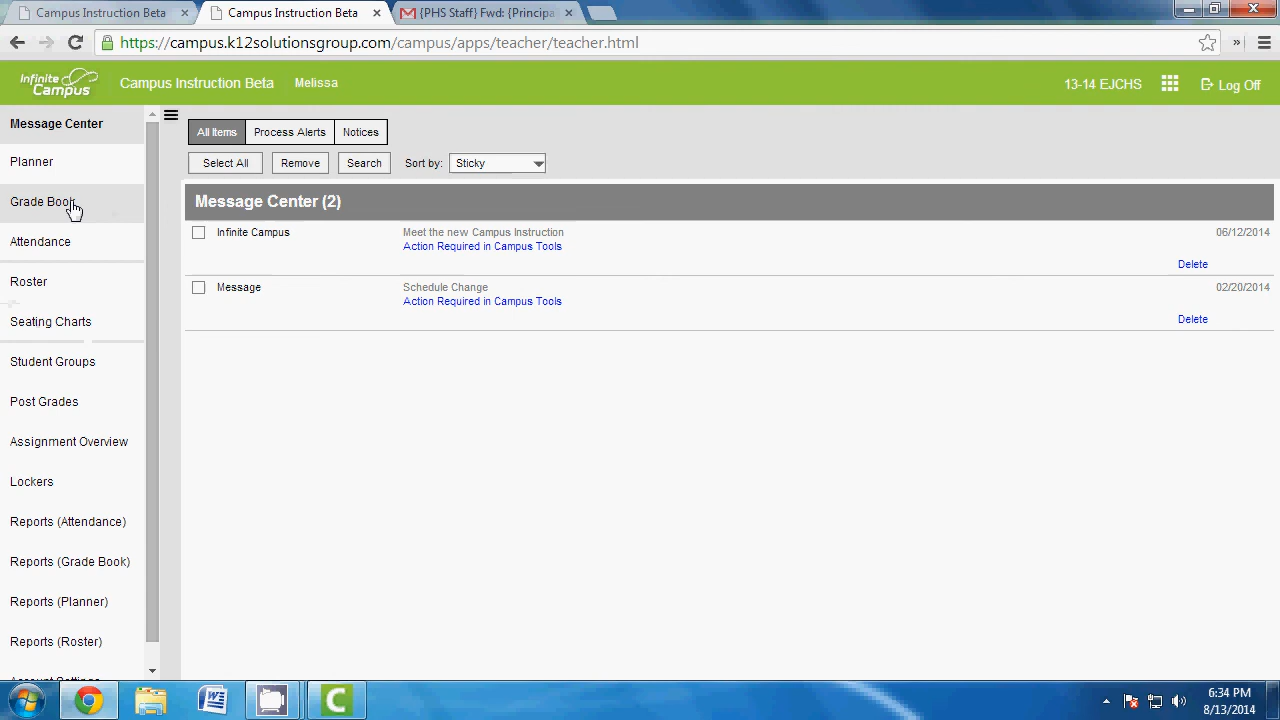 Campus Instruction Beta
Campus Instruction Beta
{PHS Staff} Fwd: {Principa
https://campus.k12solutionsgroup.com/campus/apps/teacher/teacher.html
Infinite Campus
Campus Instruction Beta
Melissa
13-14 EJCHS
Log Off
Message Center
Planner
Grade Book
Attendance
Roster
Seating Charts
Student Groups
Post Grades
Assignment Overview
Lockers
Reports (Attendance)
Reports (Grade Book)
Reports (Planner)
Reports (Roster)
Account Settings
All Items
Process Alerts
Notices
Select All
Remove
Search
Sort by:
Sticky
Message Center (2)
Infinite Campus
Meet the new Campus Instruction
06/12/2014
Action Required in Campus Tools
Delete
Message
Schedule Change
02/20/2014
Action Required in Campus Tools
Delete
6:34 PM
8/13/2014